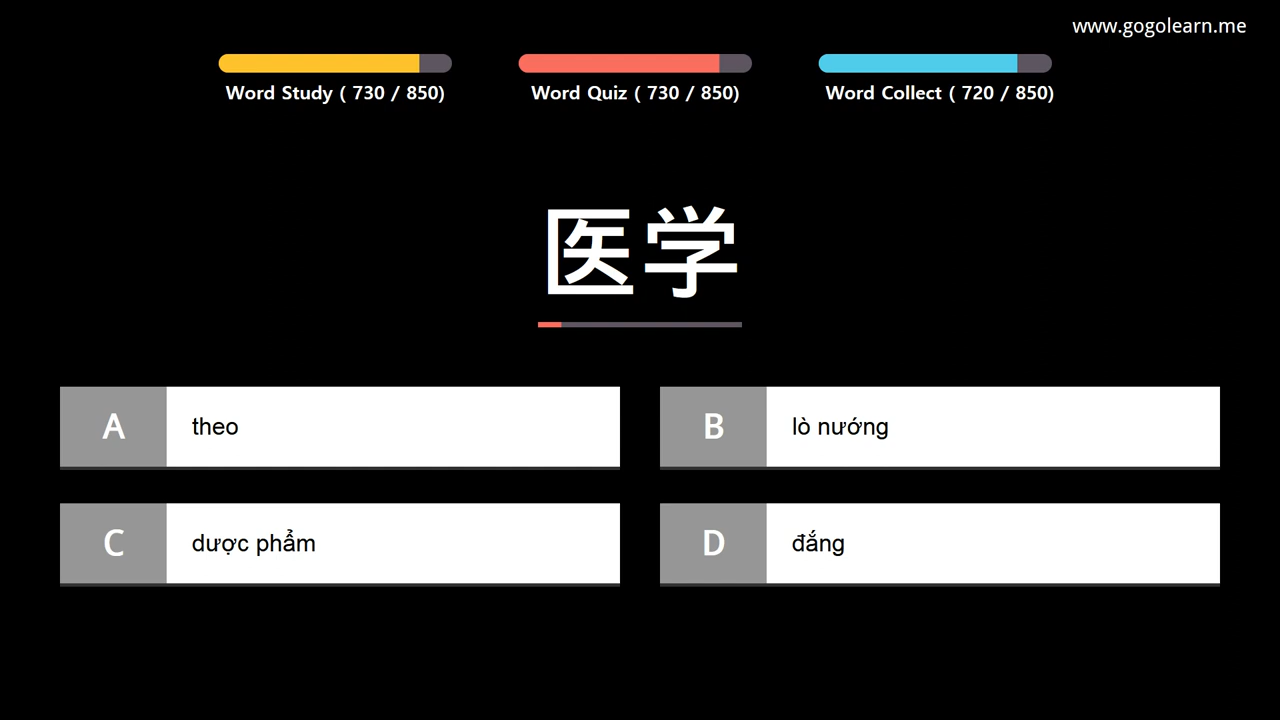 www.gogolearn.me
Word Study ( 730 / 850)
Word Quiz ( 730 / 850)
Word Collect ( 720 / 850)
医学
A theo
B lò nướng
C dược phẩm
D đắng